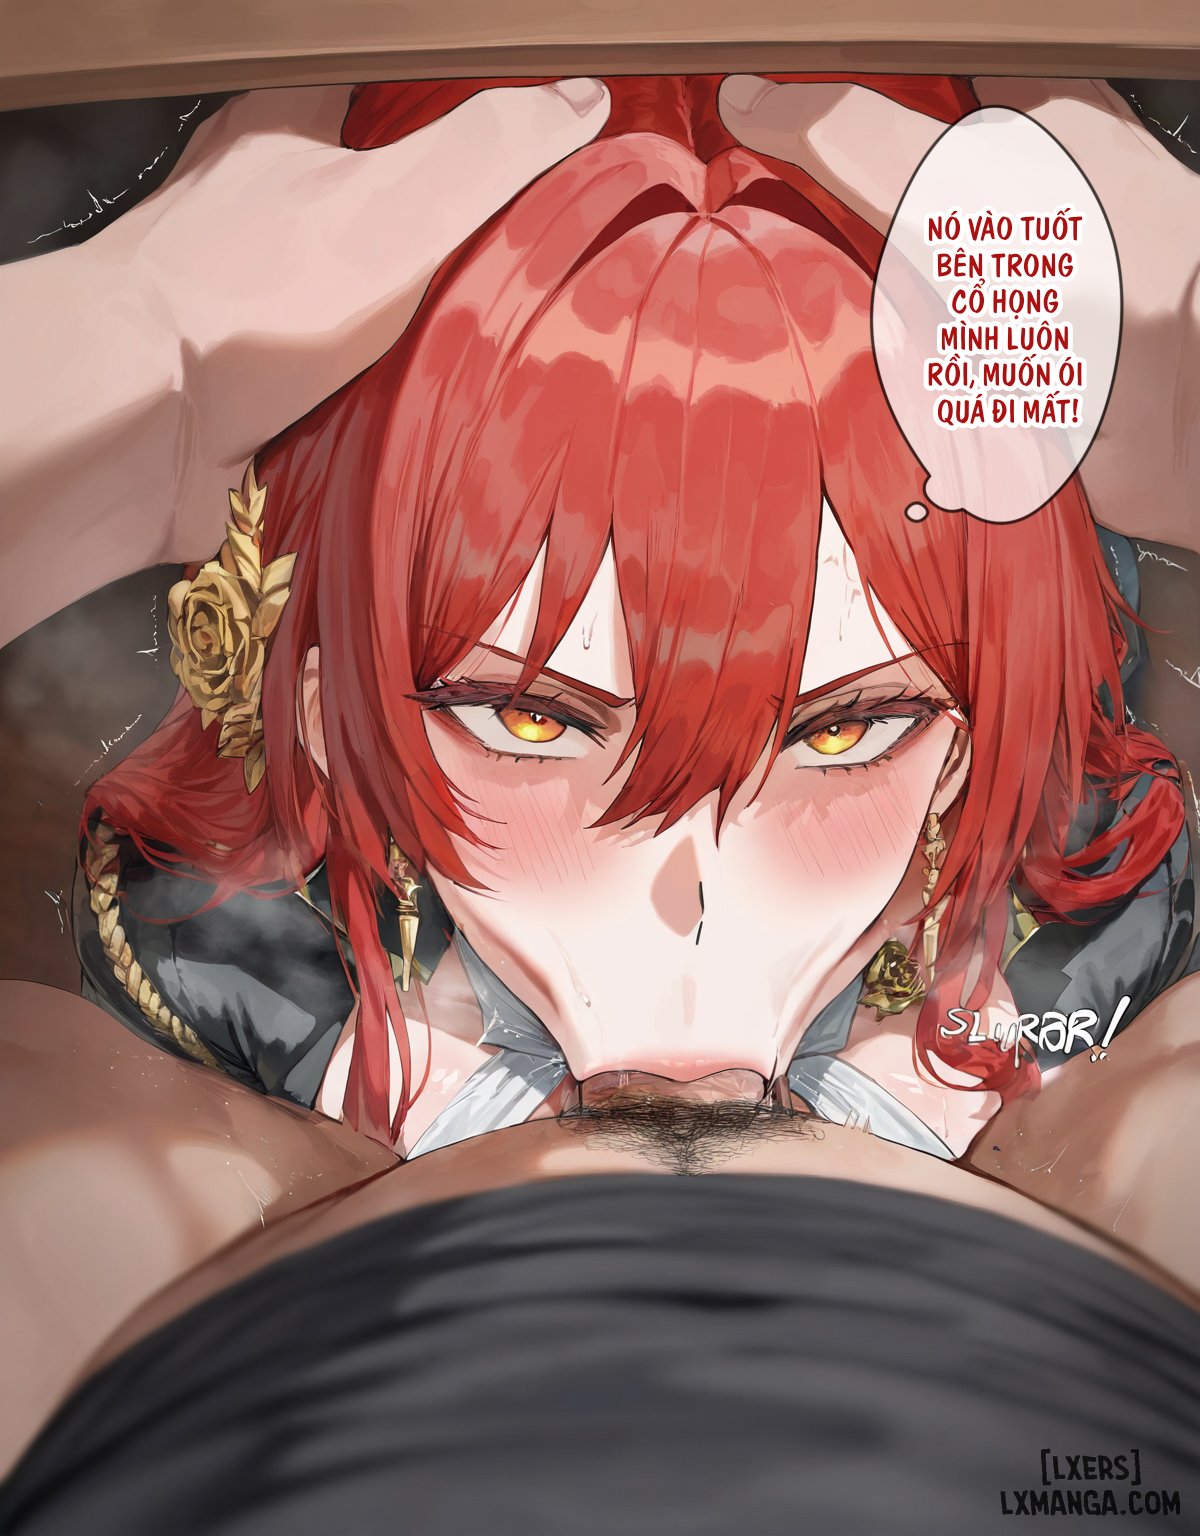 NÓ VÀO TUỐT
BÊN TRONG
CỔ HỌNG
MÌNH LUÔN
RỒI, MUỐN ÓI
QUÁ ĐI MẤT!
SLURRR!!
[LXERS]
LXMANGA.COM